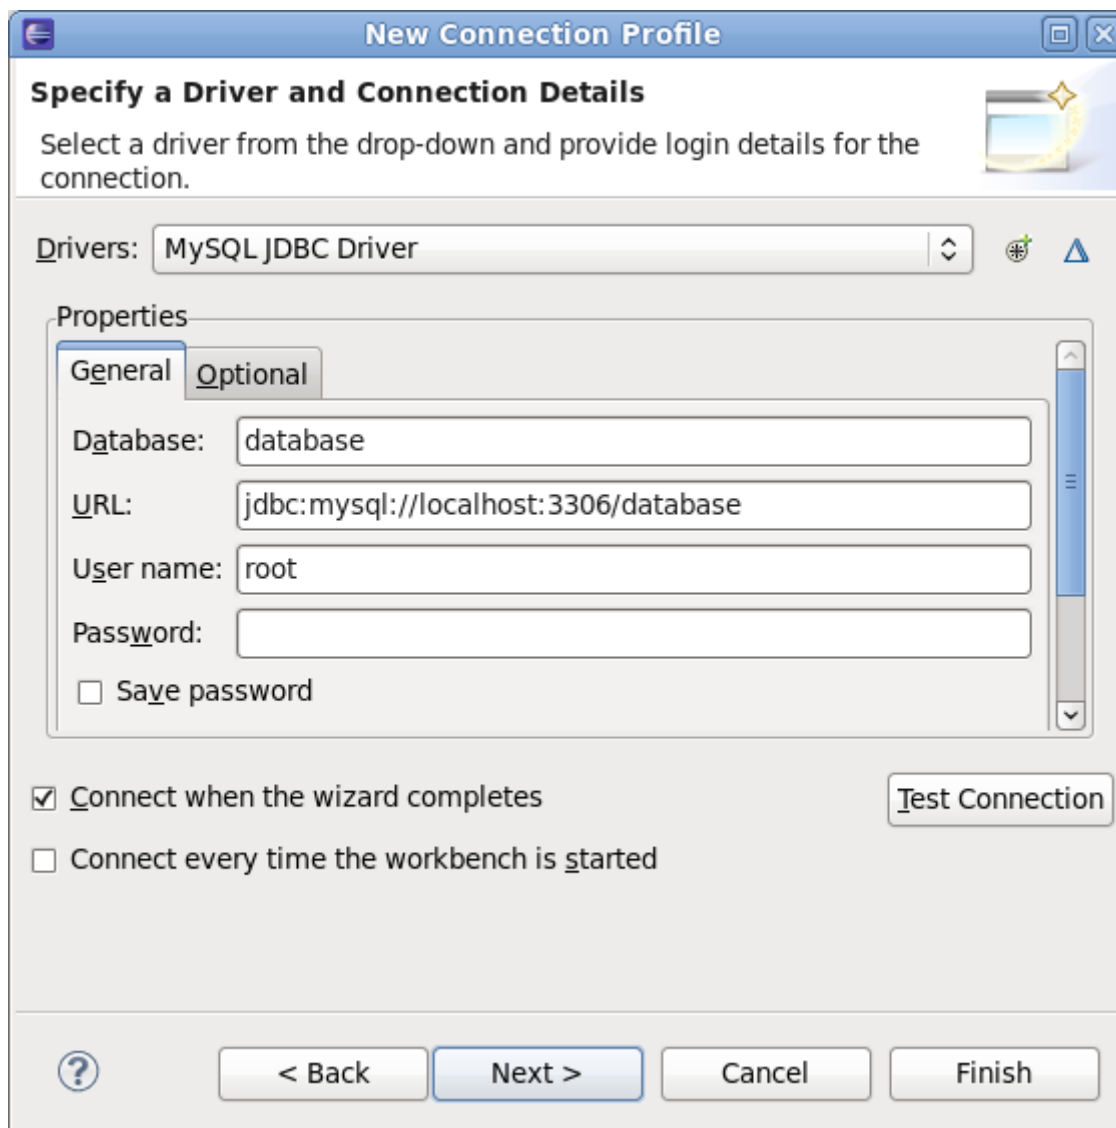 New Connection Profile
Specify a Driver and Connection Details
Select a driver from the drop-down and provide login details for the
connection.
Drivers: MySQL JDBC Driver
Properties
General Optional
Database: database
URL: jdbc:mysql://localhost:3306/database
User name: root
Password:
Save password
Connect when the wizard completes Test Connection
Connect every time the workbench is started
? < Back Next > Cancel Finish